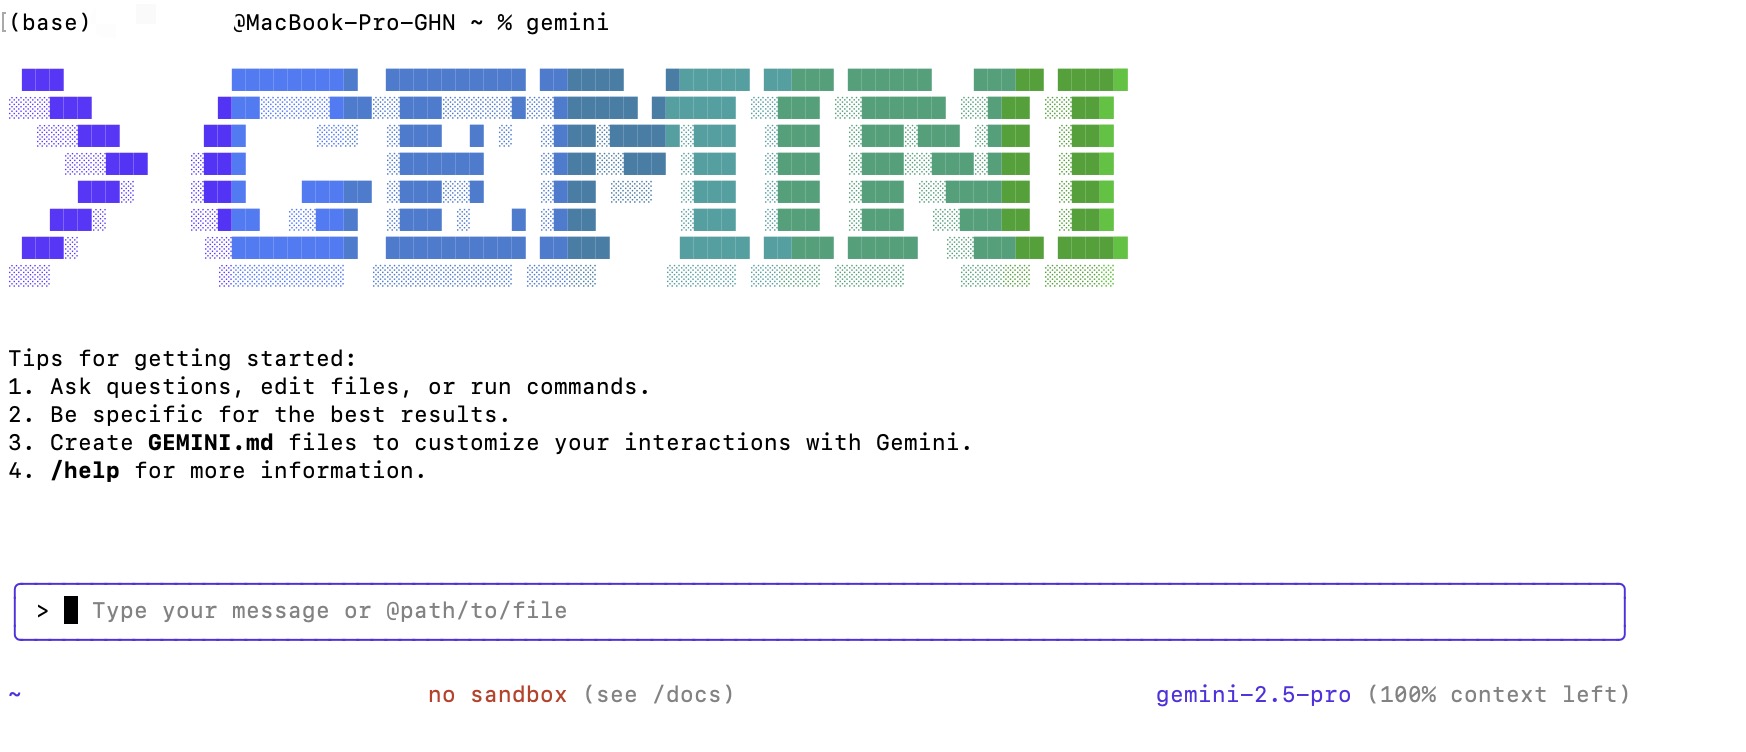 [(base) @MacBook-Pro-GHN ~ % gemini
> GEMINI
Tips for getting started:
1. Ask questions, edit files, or run commands.
2. Be specific for the best results.
3. Create GEMINI.md files to customize your interactions with Gemini.
4. /help for more information.
> Type your message or @path/to/file
~ no sandbox (see /docs) gemini-2.5-pro (100% context left)